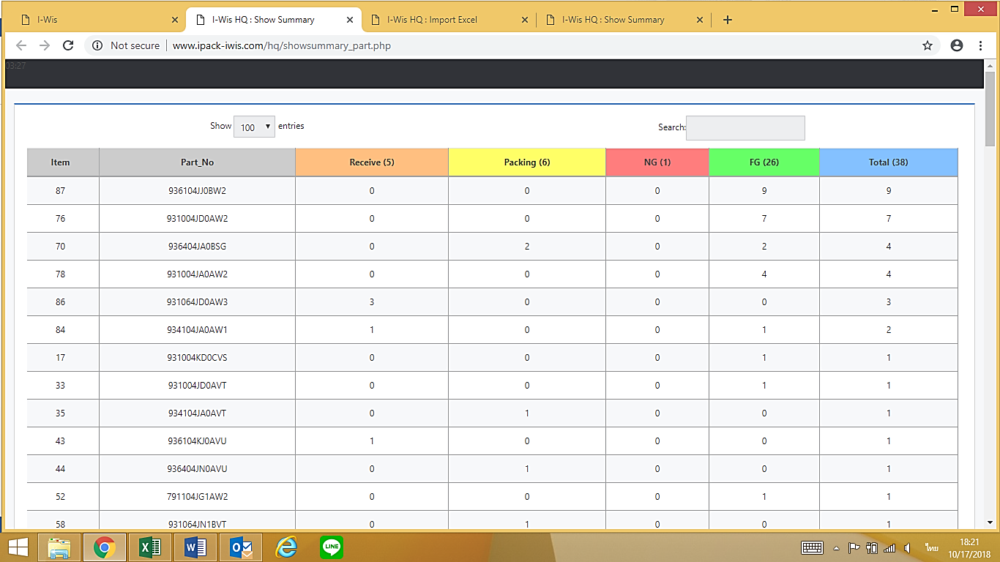 I-Wis
I-Wis HQ : Show Summary
I-Wis HQ : Import Excel
I-Wis HQ : Show Summary
Not secure www.ipack-iwis.com/hq/showsummary_part.php
03:27
Show 100 entries Search:
Item Part_No Receive (5) Packing (6) NG (1) FG (26) Total (38)
87 936104JJ0BW2 0 0 0 9 9
76 931004JD0AW2 0 0 0 7 7
70 936404JA0BSG 0 2 0 2 4
78 931004JA0AW2 0 0 0 4 4
86 931064JD0AW3 3 0 0 0 3
84 934104JA0AW1 1 0 0 1 2
17 931004KD0CVS 0 0 0 1 1
33 931004JD0AVT 0 0 0 1 1
35 934104JA0AVT 0 1 0 0 1
43 936104KJ0AVU 1 0 0 0 1
44 936404JN0AVU 0 1 0 0 1
52 791104JG1AW2 0 0 0 1 1
58 931064JN1BVT 0 1 0 0 1
LINE
ไทย
18:21
10/17/2018